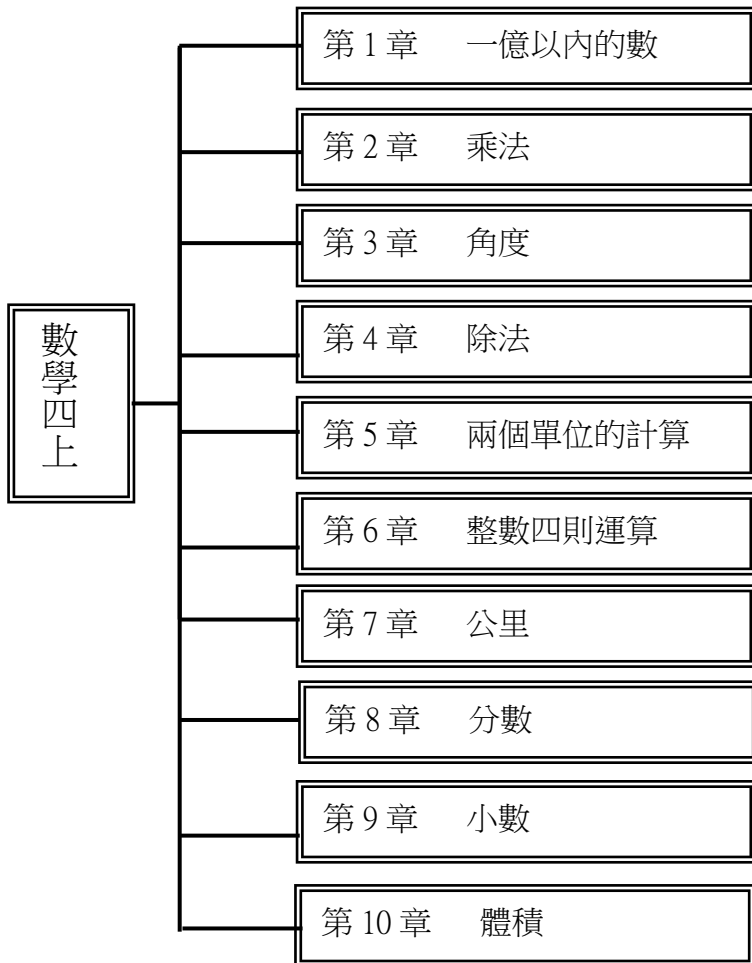 數學四上
第 1 章 一億以內的數
第 2 章 乘法
第 3 章 角度
第 4 章 除法
第 5 章 兩個單位的計算
第 6 章 整數四則運算
第 7 章 公里
第 8 章 分數
第 9 章 小數
第 10 章 體積